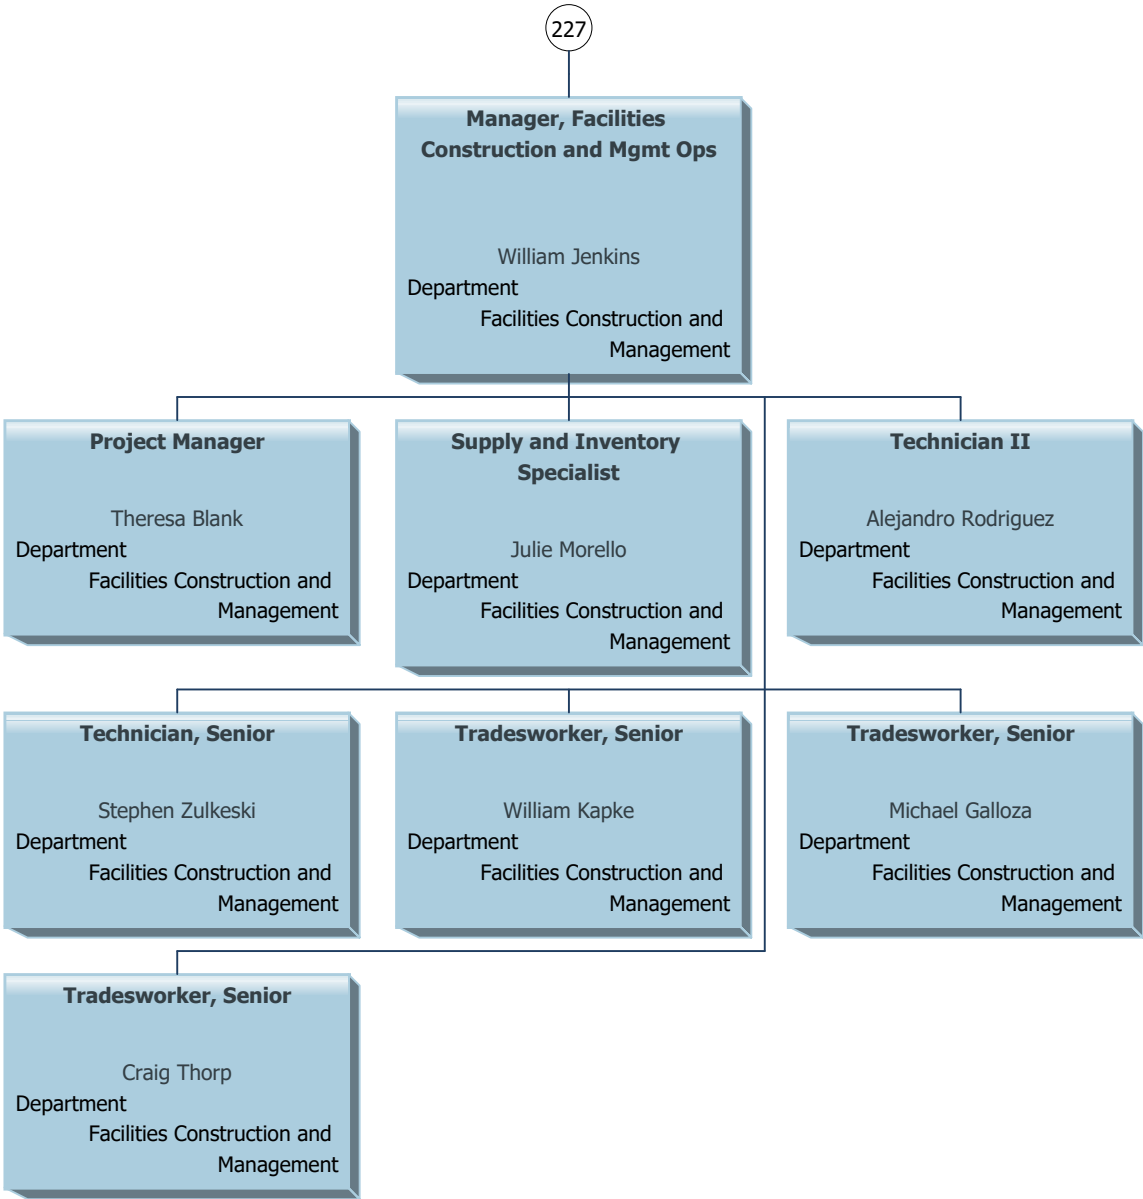 227
Manager, Facilities
Construction and Mgmt Ops
William Jenkins
Department
Facilities Construction and
Management
Project Manager
Theresa Blank
Department
Facilities Construction and
Management
Supply and Inventory
Specialist
Julie Morello
Department
Facilities Construction and
Management
Technician II
Alejandro Rodriguez
Department
Facilities Construction and
Management
Technician, Senior
Stephen Zulkeski
Department
Facilities Construction and
Management
Tradesworker, Senior
William Kapke
Department
Facilities Construction and
Management
Tradesworker, Senior
Michael Galloza
Department
Facilities Construction and
Management
Tradesworker, Senior
Craig Thorp
Department
Facilities Construction and
Management